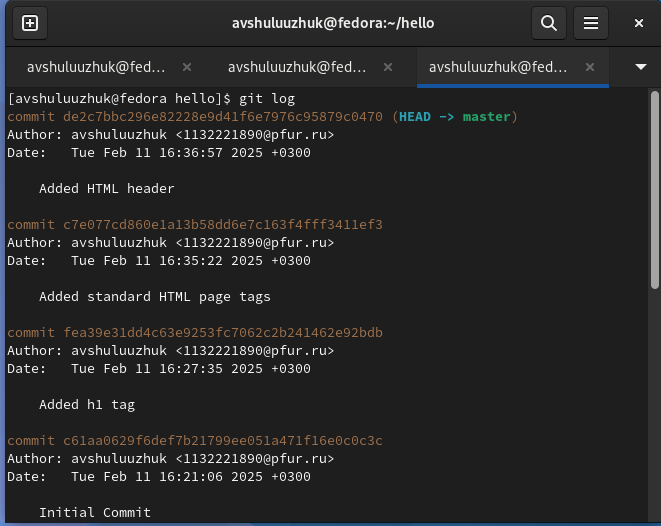 avshuluuzhuk@fedora:~/hello
avshuluuzhuk@fed... avshuluuzhuk@fed... avshuluuzhuk@fed...
[avshuluuzhuk@fedora hello]$ git log
commit de2c7bbc296e82228e9d41f6e7976c95879c0470 (HEAD -> master)
Author: avshuluuzhuk <1132221890@pfur.ru>
Date:   Tue Feb 11 16:36:57 2025 +0300
    Added HTML header
commit c7e077cd860e1a13b58dd6e7c163f4fff3411ef3
Author: avshuluuzhuk <1132221890@pfur.ru>
Date:   Tue Feb 11 16:35:22 2025 +0300
    Added standard HTML page tags
commit fea39e31dd4c63e9253fc7062c2b241462e92bdb
Author: avshuluuzhuk <1132221890@pfur.ru>
Date:   Tue Feb 11 16:27:35 2025 +0300
    Added h1 tag
commit c61aa0629f6def7b21799ee051a471f16e0c0c3c
Author: avshuluuzhuk <1132221890@pfur.ru>
Date:   Tue Feb 11 16:21:06 2025 +0300
    Initial Commit